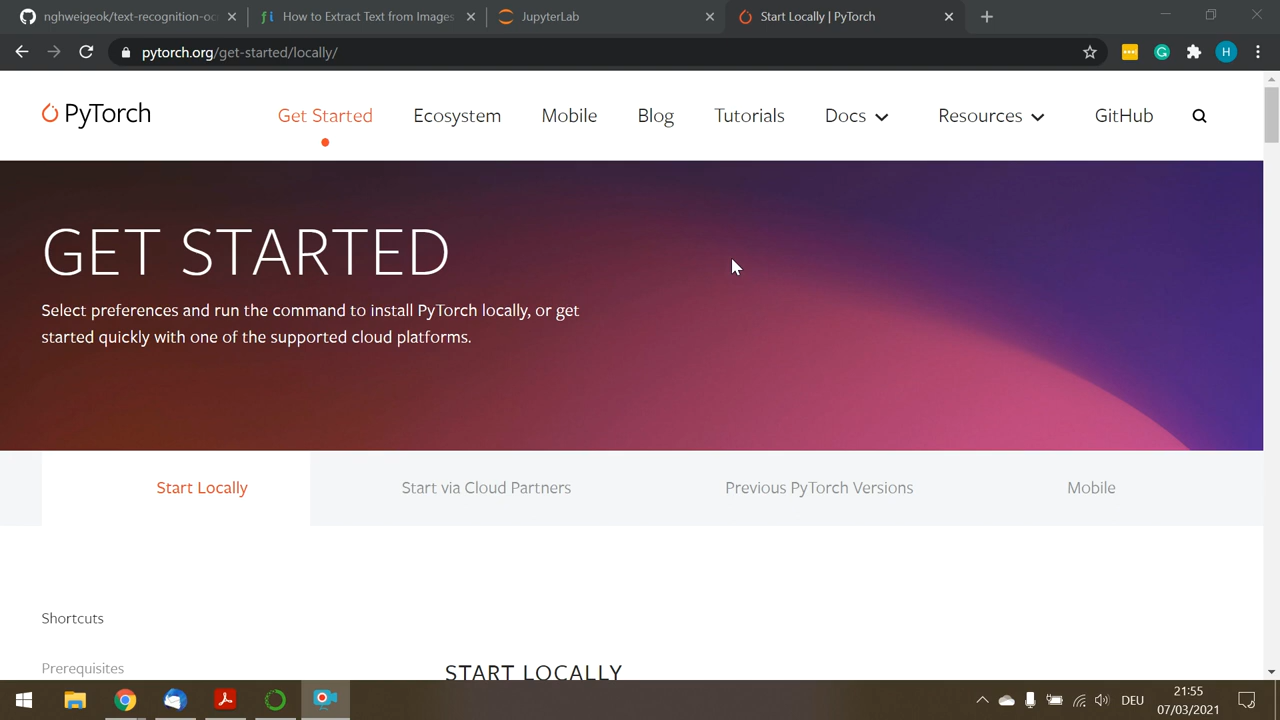 nghweigeok/text-recognition-oc
How to Extract Text from Images
JupyterLab
Start Locally | PyTorch
pytorch.org/get-started/locally/
H
PyTorch
Get Started
Ecosystem
Mobile
Blog
Tutorials
Docs
Resources
GitHub
GET STARTED
Select preferences and run the command to install PyTorch locally, or get
started quickly with one of the supported cloud platforms.
Start Locally
Start via Cloud Partners
Previous PyTorch Versions
Mobile
Shortcuts
Prerequisites
START LOCALLY
DEU
21:55
07/03/2021